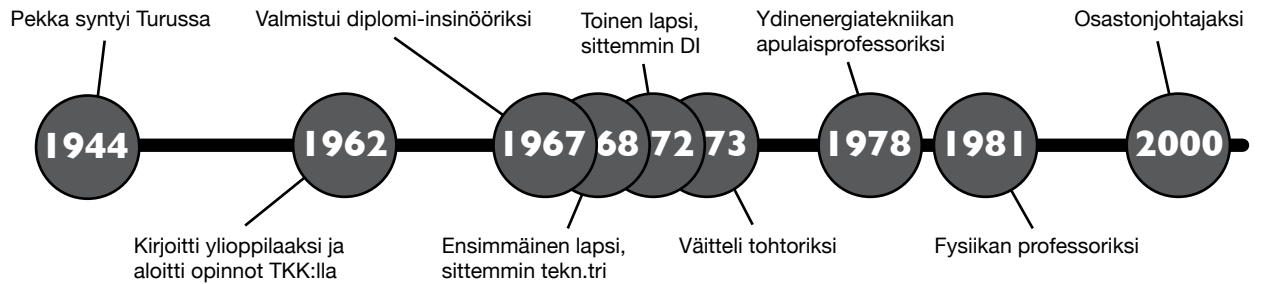 Pekka syntyi Turussa
Valmistui diplomi-insinööriksi
Toinen lapsi,
sittemmin DI
Ydinenergiatekniikan
apulaisprofessoriksi
Osastonjohtajaksi
1944
1962
1967
68
72
73
1978
1981
2000
Kirjoitti ylioppilaaksi ja
aloitti opinnot TKK:lla
Ensimmäinen lapsi,
sittemmin tekn.tri
Väitteli tohtoriksi
Fysiikan professoriksi